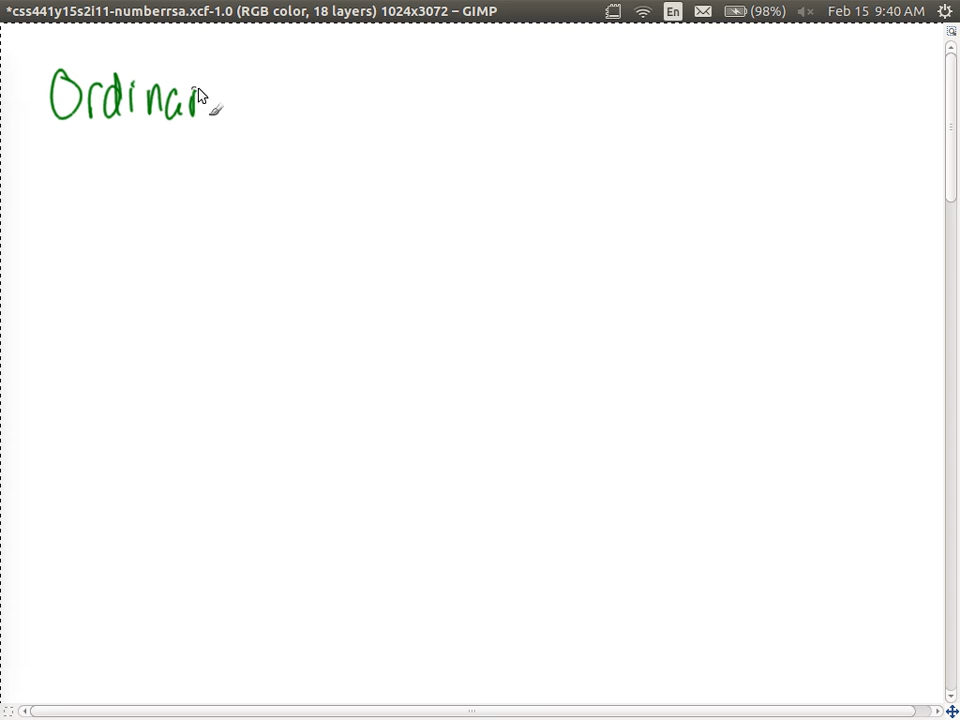 *css441y15s2i11-numberrsa.xcf-1.0 (RGB color, 18 layers) 1024x3072 – GIMP En (98%) Feb 15 9:40 AM
Ordinar